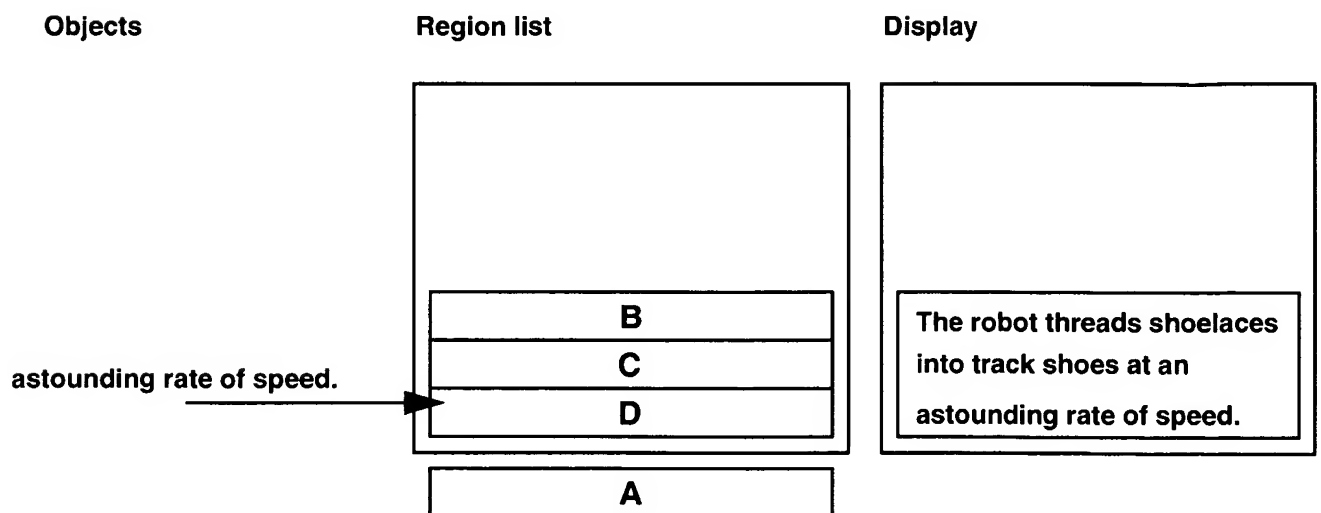 Objects
Region list
Display
B
C
D
A
astounding rate of speed.
The robot threads shoelaces
into track shoes at an
astounding rate of speed.